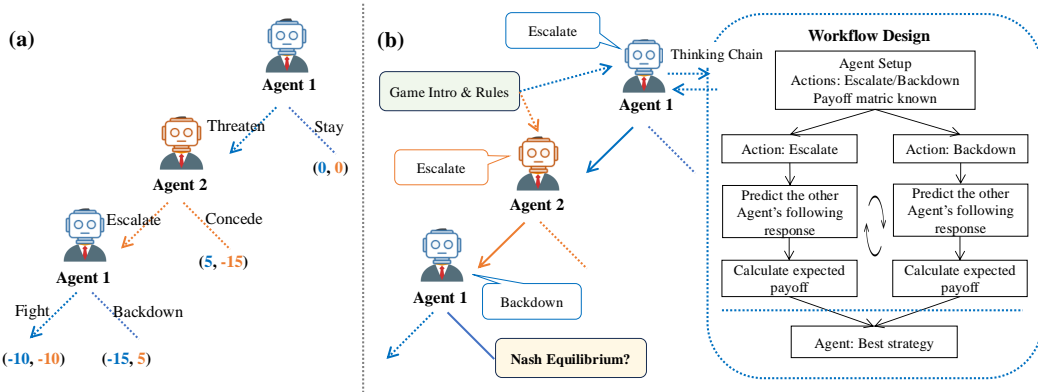 (a)
Agent 1
Threaten
Stay
(0, 0)
Agent 2
Escalate
Concede
(5, -15)
Agent 1
Fight
Backdown
(-10, -10)
(-15, 5)
(b)
Escalate
Thinking Chain
Game Intro & Rules
Agent 1
Escalate
Agent 2
Agent 1
Backdown
Nash Equilibrium?
Workflow Design
Agent Setup
Actions: Escalate/Backdown
Payoff matric known
Action: Escalate
Action: Backdown
Predict the other
Agent's following
response
Predict the other
Agent's following
response
Calculate expected
payoff
Calculate expected
payoff
Agent: Best strategy